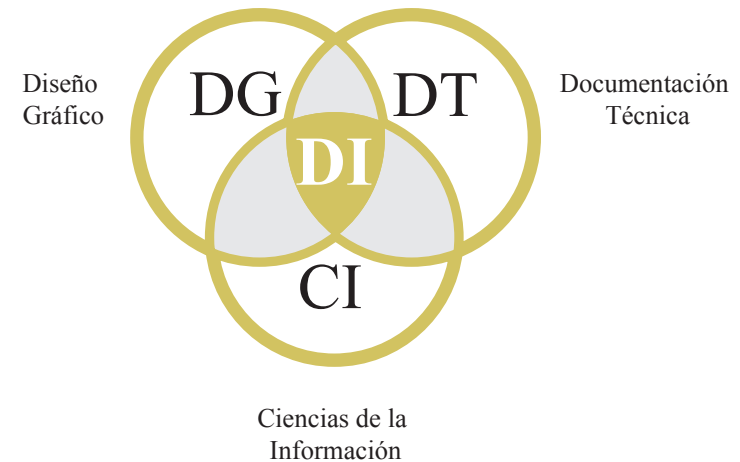 Diseño
Gráfico
DG
DT
Documentación
Técnica
DI
CI
Ciencias de la
Información